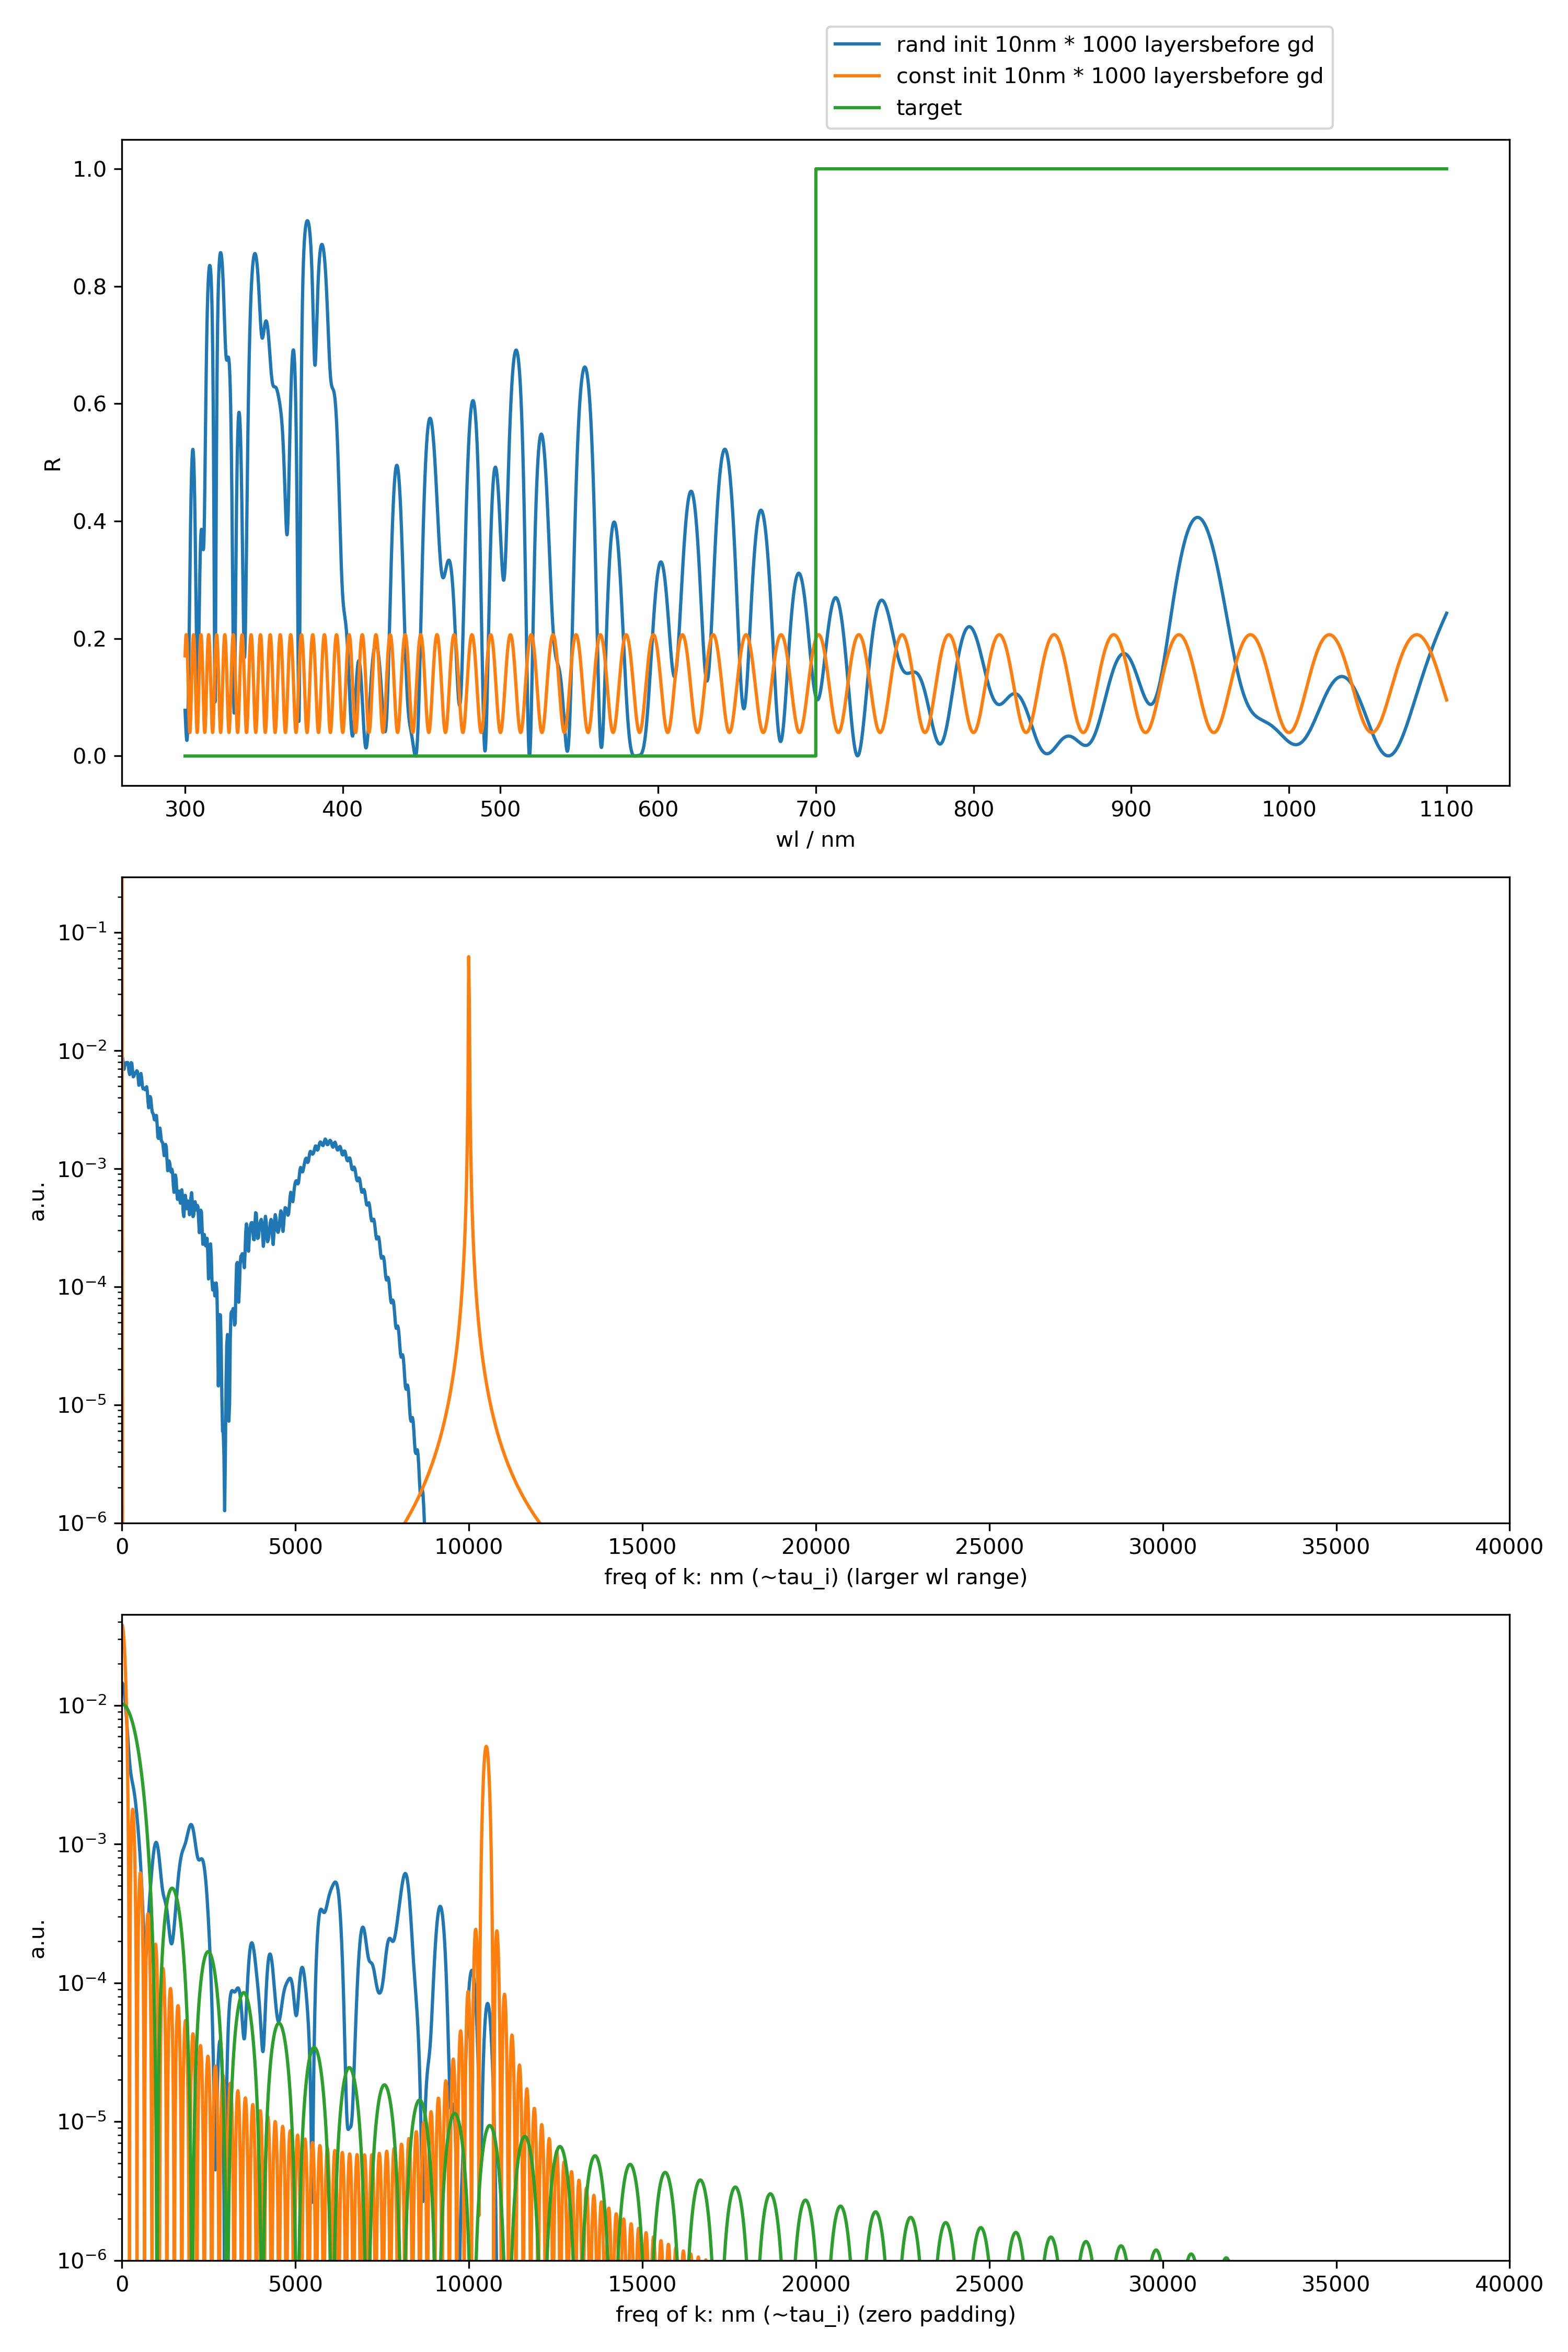 rand init 10nm * 1000 layersbefore gd
const init 10nm * 1000 layersbefore gd
target
1.0
0.8
0.6
0.4
0.2
0.0
R
300 400 500 600 700 800 900 1000 1100
wl / nm
10⁻¹
10⁻²
10⁻³
10⁻⁴
10⁻⁵
10⁻⁶
a.u.
0 5000 10000 15000 20000 25000 30000 35000 40000
freq of k: nm (~tau_i) (larger wl range)
10⁻²
10⁻³
10⁻⁴
10⁻⁵
10⁻⁶
a.u.
0 5000 10000 15000 20000 25000 30000 35000 40000
freq of k: nm (~tau_i) (zero padding)